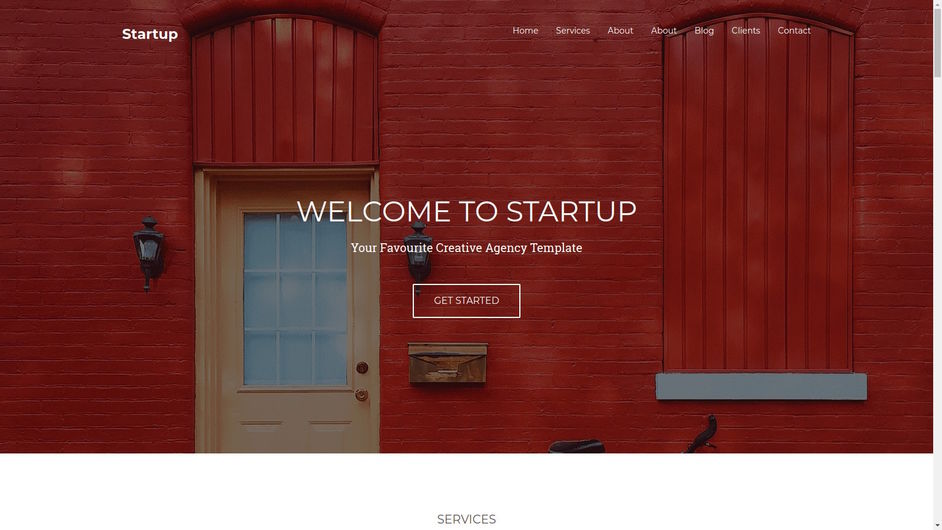 Startup
Home Services About About Blog Clients Contact
WELCOME TO STARTUP
Your Favourite Creative Agency Template
GET STARTED
SERVICES